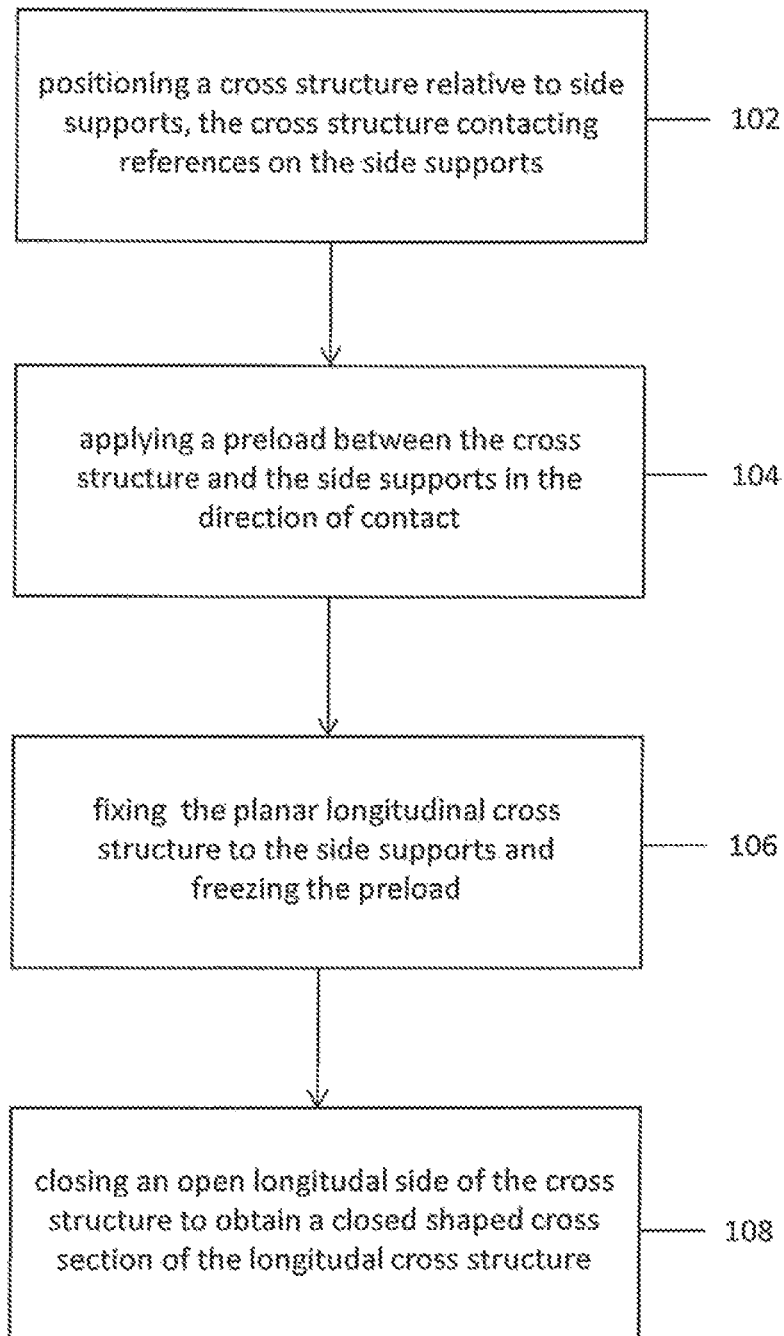 positioning a cross structure relative to side
supports, the cross structure contacting
references on the side supports
102
applying a preload between the cross
structure and the side supports in the
direction of contact
104
fixing the planar longitudinal cross
structure to the side supports and
freezing the preload
106
closing an open longitudal side of the cross
structure to obtain a closed shaped cross
section of the longitudal cross structure
108